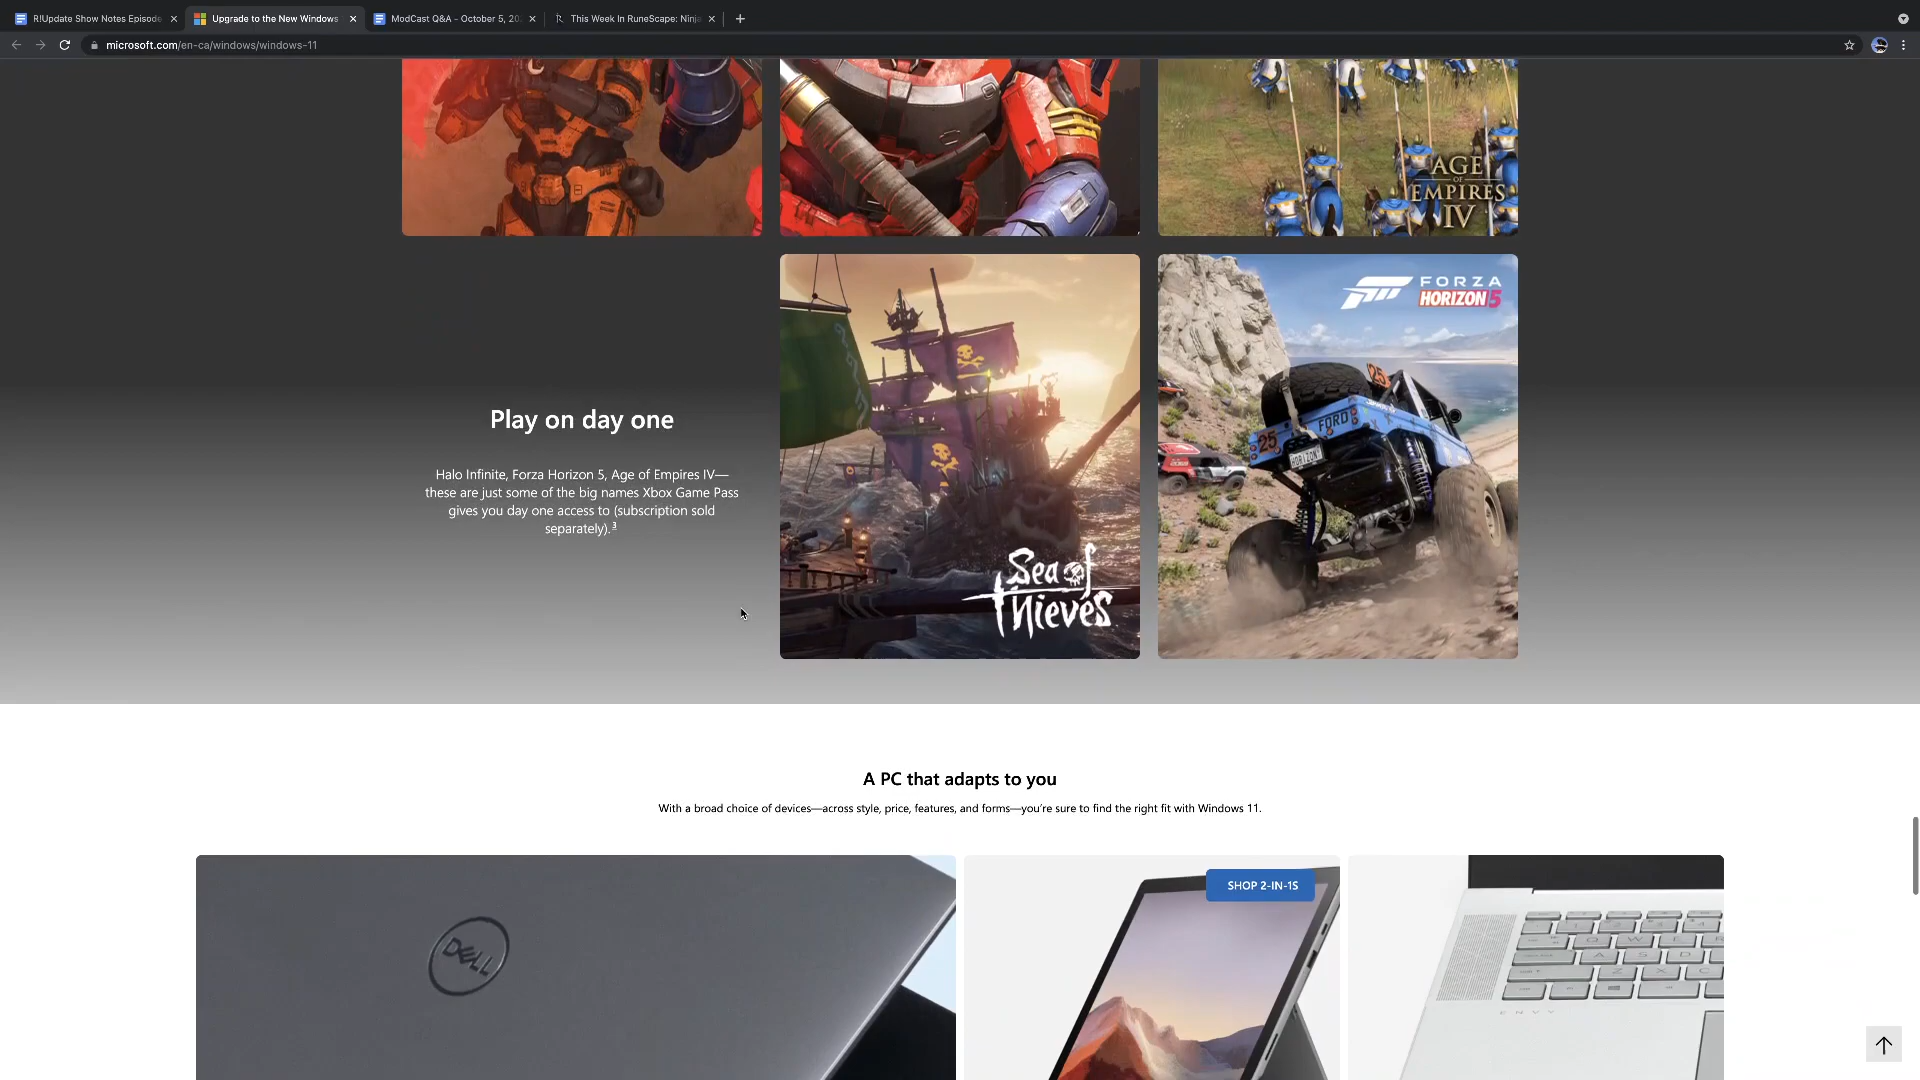 R!Update Show Notes Episode
Upgrade to the New Windows
ModCast Q&A - October 5, 20
This Week In RuneScape: Ninja
microsoft.com/en-ca/windows/windows-11
AGE
OF
EMPIRES
IV
FORZA
HORIZON 5
25
FORD
25
HORIZON
Play on day one
Halo Infinite, Forza Horizon 5, Age of Empires IV—
these are just some of the big names Xbox Game Pass
gives you day one access to (subscription sold
separately).³
Sea of
Thieves
A PC that adapts to you
With a broad choice of devices—across style, price, features, and forms—you're sure to find the right fit with Windows 11.
DELL
SHOP 2-IN-1S
ENVY